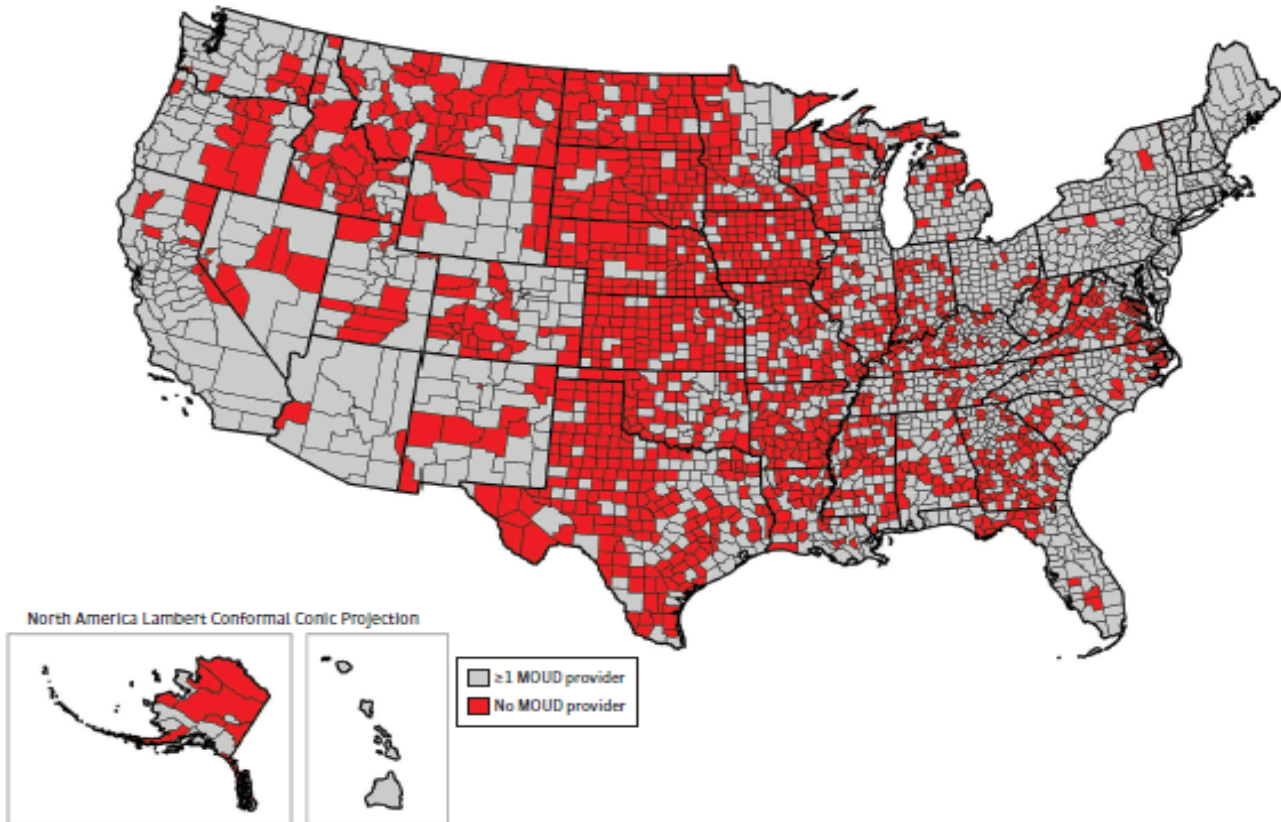 North America Lambert Conformal Conic Projection
≥1 MOUD provider
No MOUD provider